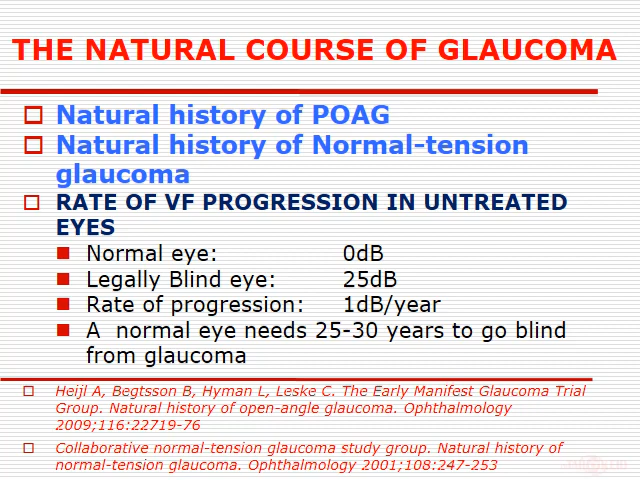 THE NATURAL COURSE OF GLAUCOMA
Natural history of POAG
Natural history of Normal-tension
glaucoma
RATE OF VF PROGRESSION IN UNTREATED
EYES
Normal eye: 0dB
Legally Blind eye: 25dB
Rate of progression: 1dB/year
A normal eye needs 25-30 years to go blind
from glaucoma
Heijl A, Begtsson B, Hyman L, Leske C. The Early Manifest Glaucoma Trial
Group. Natural history of open-angle glaucoma. Ophthalmology
2009;116:22719-76
Collaborative normal-tension glaucoma study group. Natural history of
normal-tension glaucoma. Ophthalmology 2001;108:247-253